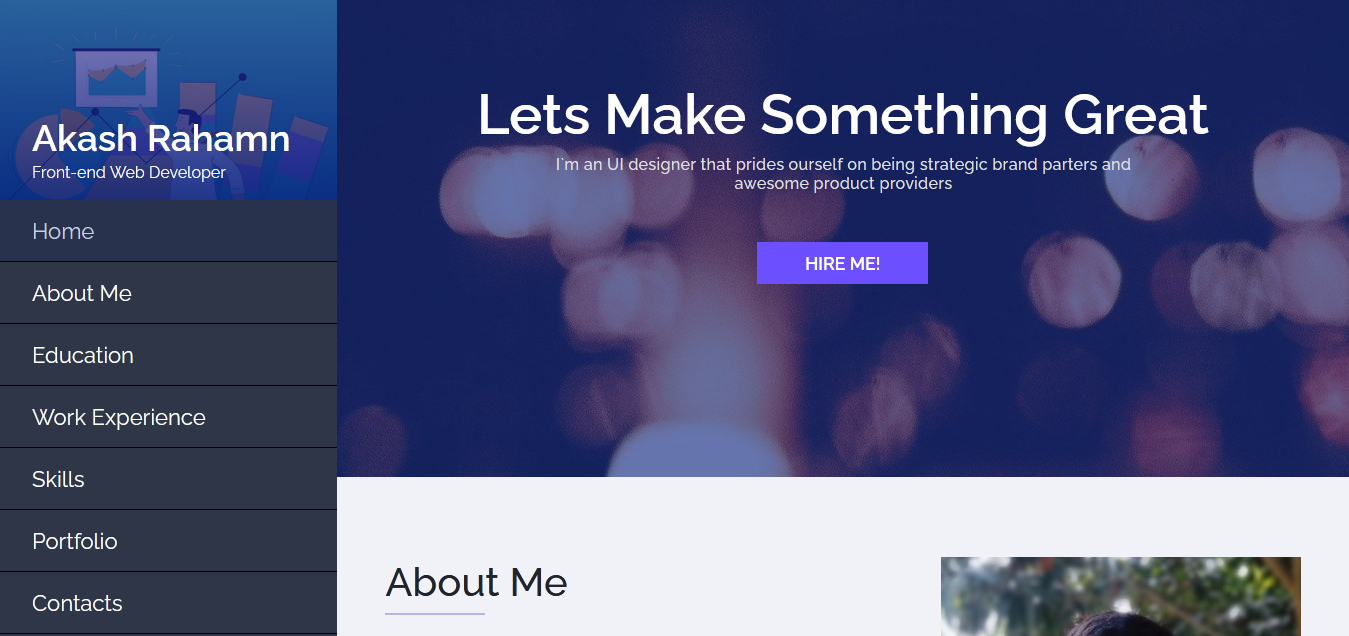 Akash Rahamn
Front-end Web Developer
Home
About Me
Education
Work Experience
Skills
Portfolio
Contacts
Lets Make Something Great
I'm an UI designer that prides ourself on being strategic brand parters and
awesome product providers
HIRE ME!
About Me